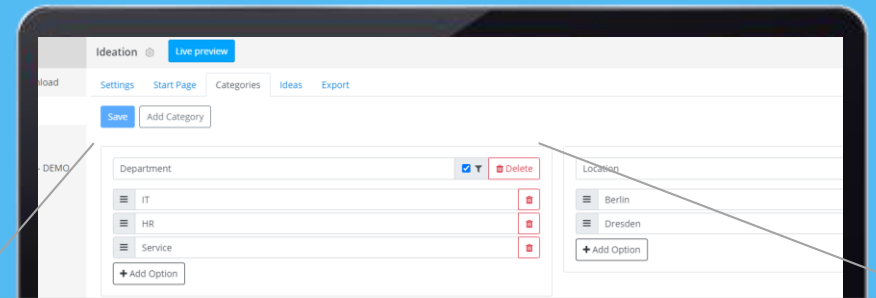 Ideation Live preview
nload
Settings Start Page Categories Ideas Export
Save Add Category
- DEMO
Department Delete Location
IT Berlin
HR Dresden
Service Add Option
Add Option